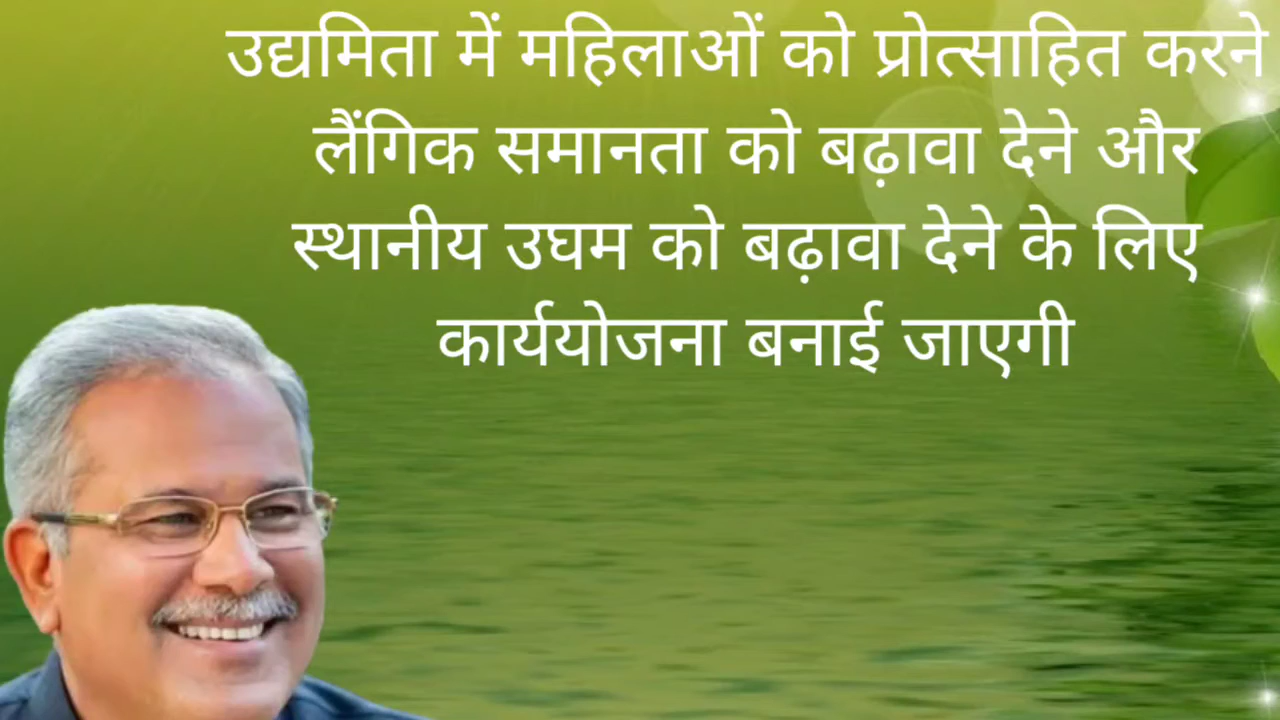 उद्यमिता में महिलाओं को प्रोत्साहित करने
लैंगिक समानता को बढ़ावा देने और
स्थानीय उघम को बढ़ावा देने के लिए
कार्ययोजना बनाई जाएगी